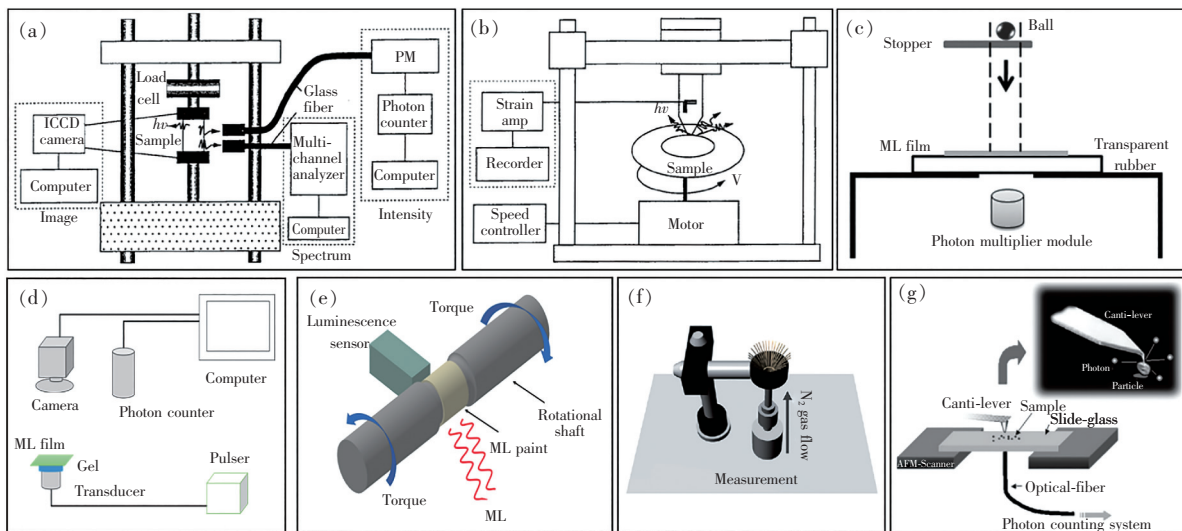 (a)
PM
Load
cell
Glass
fiber
Photon
counter
ICCD
camera
hν
Sample
Multi-
channel
analyzer
Computer
Computer
Computer
Image
Spectrum
Intensity
(b)
Strain
amp
hν
Recorder
Sample
V
Speed
controller
Motor
(c)
Ball
Stopper
ML film
Transparent
rubber
Photon multiplier module
(d)
Camera
Photon counter
Computer
ML film
Gel
Transducer
Pulser
(e)
Torque
Luminescence
sensor
Rotational
shaft
ML paint
Torque
ML
(f)
N2 gas flow
Measurement
(g)
Canti-lever
Photon
Particle
Canti-lever
Sample
Slide-glass
AFM-Scanner
Optical-fiber
Photon counting system